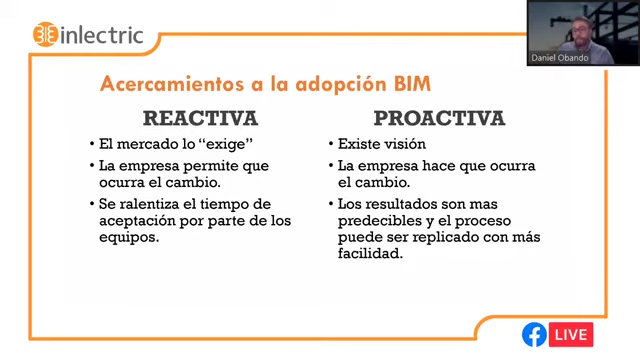 inlectric
Daniel Obando
Acercamientos a la adopción BIM
REACTIVA
• El mercado lo “exige”
• La empresa permite que
ocurra el cambio.
• Se ralentiza el tiempo de
aceptación por parte de los
equipos.
PROACTIVA
• Existe visión
• La empresa hace que ocurra
el cambio.
• Los resultados son mas
predecibles y el proceso
puede ser replicado con más
facilidad.
LIVE